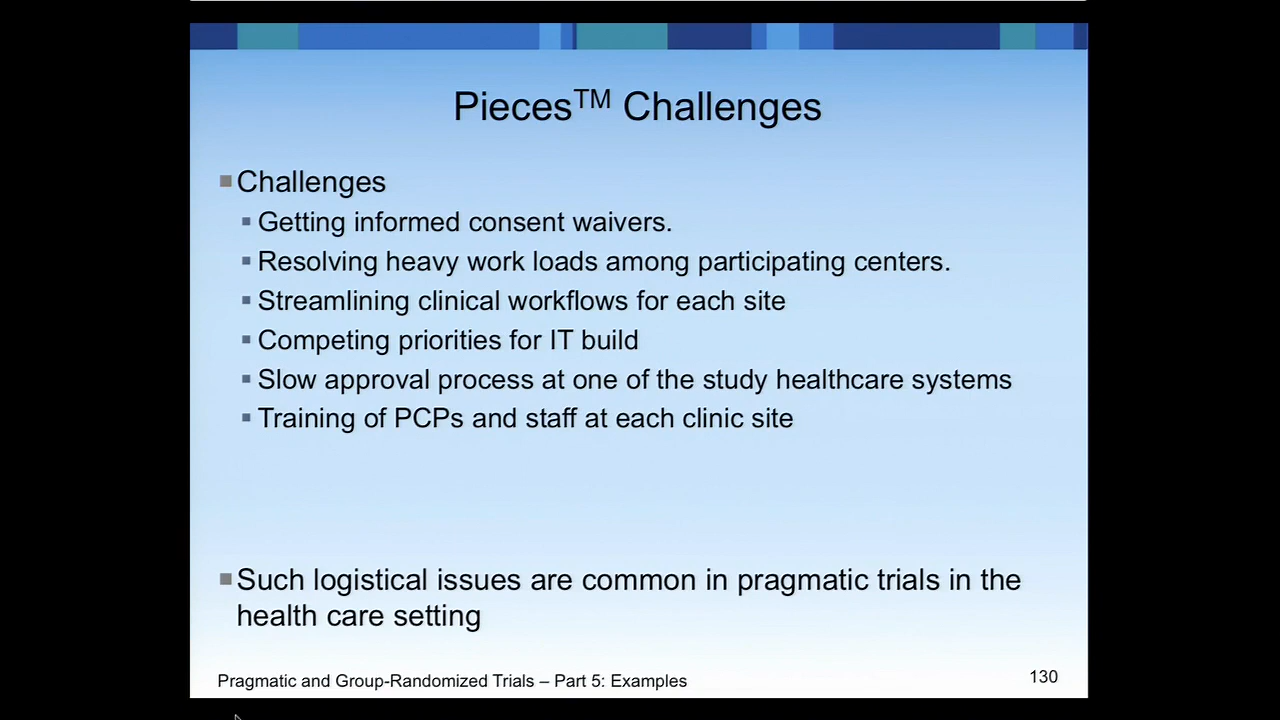 Pieces™ Challenges
Challenges
Getting informed consent waivers.
Resolving heavy work loads among participating centers.
Streamlining clinical workflows for each site
Competing priorities for IT build
Slow approval process at one of the study healthcare systems
Training of PCPs and staff at each clinic site
Such logistical issues are common in pragmatic trials in the
health care setting
Pragmatic and Group-Randomized Trials – Part 5: Examples
130